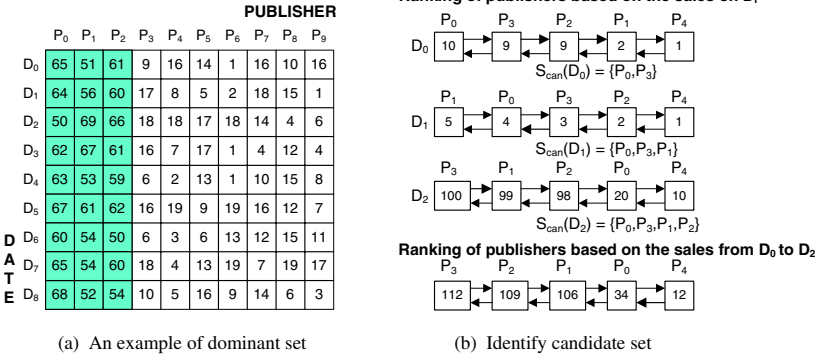 PUBLISHER
P0 P1 P2 P3 P4 P5 P6 P7 P8 P9
D0 65 51 61 9 16 14 1 16 10 16
D1 64 56 60 17 8 5 2 18 15 1
D2 50 69 66 18 18 17 18 14 4 6
D3 62 67 61 16 7 17 1 4 12 4
D4 63 53 59 6 2 13 1 10 15 8
D5 67 61 62 16 19 9 19 16 12 7
D6 60 54 50 6 3 6 13 12 15 11
D7 65 54 60 18 4 13 19 7 19 17
D8 68 52 54 10 5 16 9 14 6 3
DATE
(a) An example of dominant set
Ranking of publishers based on the sales on Di
P0 P3 P2 P1 P4
D0 10 9 9 2 1
Scan(D0) = {P0,P3}
P1 P0 P3 P2 P4
D1 5 4 3 2 1
Scan(D1) = {P0,P3,P1}
P3 P1 P2 P0 P4
D2 100 99 98 20 10
Scan(D2) = {P0,P3,P1,P2}
Ranking of publishers based on the sales from D0 to D2
P3 P2 P1 P0 P4
112 109 106 34 12
(b) Identify candidate set